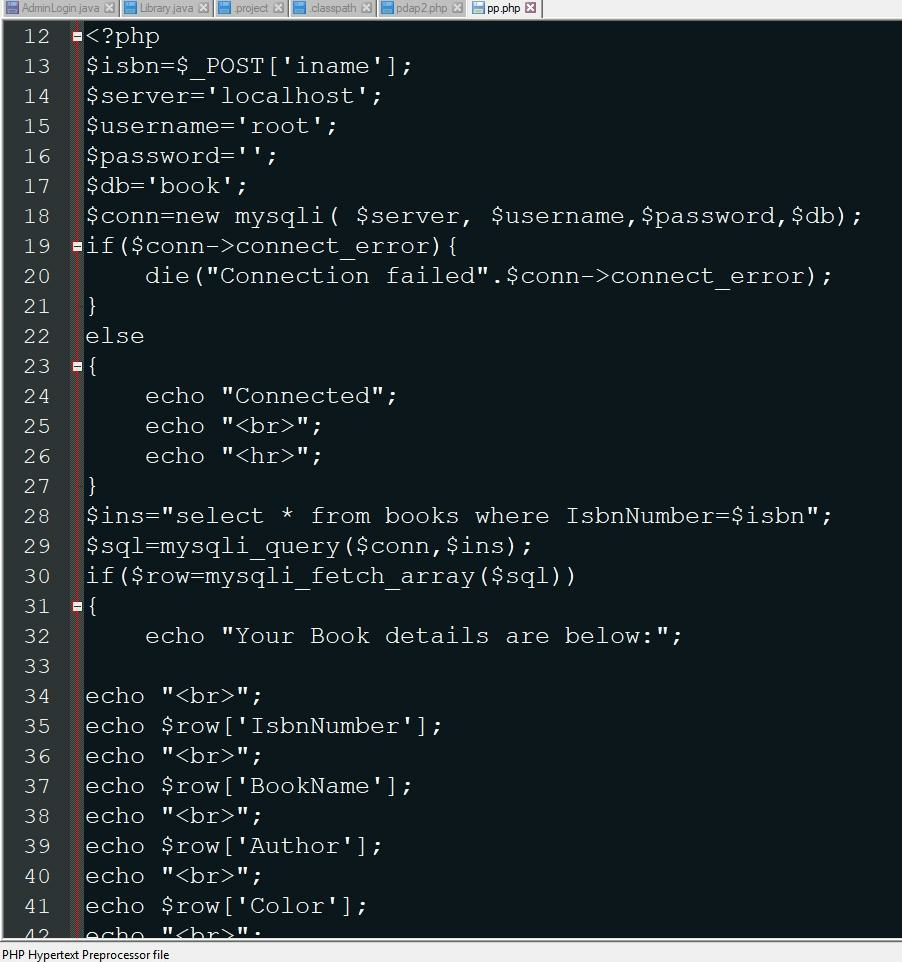 AdminLogin.java Library.java .project .classpath pdap2.php pp.php
12 <?php
13 $isbn=$_POST['iname'];
14 $server='localhost';
15 $username='root';
16 $password='';
17 $db='book';
18 $conn=new mysqli( $server, $username,$password,$db);
19 if($conn->connect_error){
20     die("Connection failed".$conn->connect_error);
21 }
22 else
23 {
24     echo "Connected";
25     echo "<br>";
26     echo "<hr>";
27 }
28 $ins="select * from books where IsbnNumber=$isbn";
29 $sql=mysqli_query($conn,$ins);
30 if($row=mysqli_fetch_array($sql))
31 {
32     echo "Your Book details are below:";
33
34 echo "<br>";
35 echo $row['IsbnNumber'];
36 echo "<br>";
37 echo $row['BookName'];
38 echo "<br>";
39 echo $row['Author'];
40 echo "<br>";
41 echo $row['Color'];
42 echo "<br>";
PHP Hypertext Preprocessor file